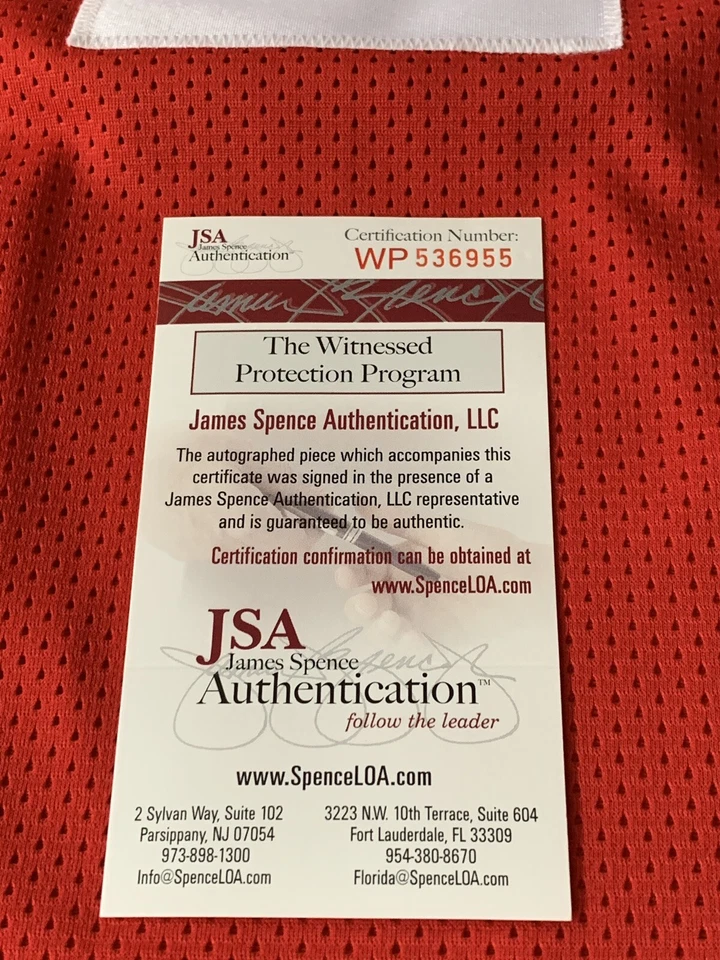 JSA
James Spence
Authentication
Certification Number:
WP 536955
James Spence
The Witnessed
Protection Program
James Spence Authentication, LLC
The autographed piece which accompanies this
certificate was signed in the presence of a
James Spence Authentication, LLC representative
and is guaranteed to be authentic.
Certification confirmation can be obtained at
www.SpenceLOA.com
JSA
James Spence
Authentication™
follow the leader
www.SpenceLOA.com
2 Sylvan Way, Suite 102
Parsippany, NJ 07054
973-898-1300
Info@SpenceLOA.com
3223 N.W. 10th Terrace, Suite 604
Fort Lauderdale, FL 33309
954-380-8670
Florida@SpenceLOA.com